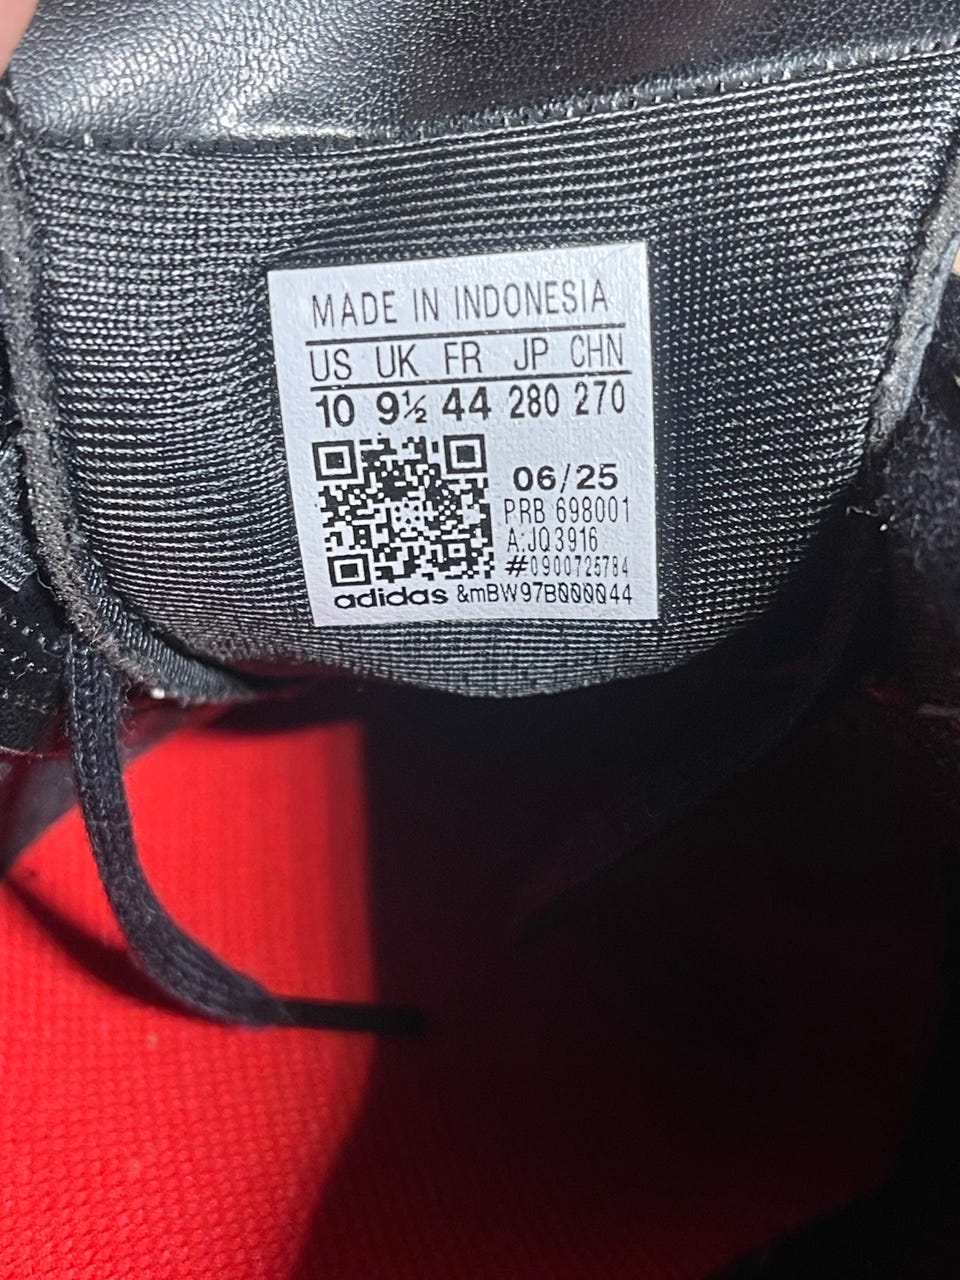 MADE IN INDONESIA
US UK FR JP CHN
10 9½ 44 280 270
06/25
PRB 698001
A:JQ3916
#0900725784
adidas &mBW97B000044